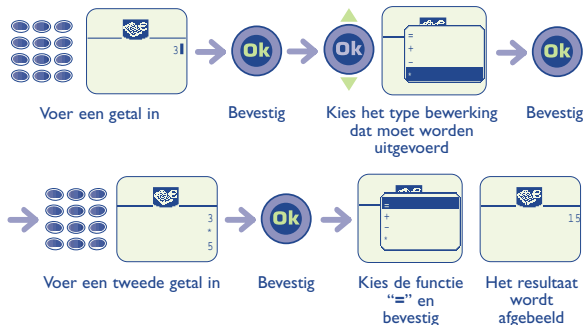 3
Ok
Ok
=
+
-
*
Ok
Voer een getal in
Bevestig
Kies het type bewerking
dat moet worden
uitgevoerd
Bevestig
3
*
5
Ok
=
+
-
*
15
Voer een tweede getal in
Bevestig
Kies de functie
“=” en
bevestig
Het resultaat
wordt
afgebeeld